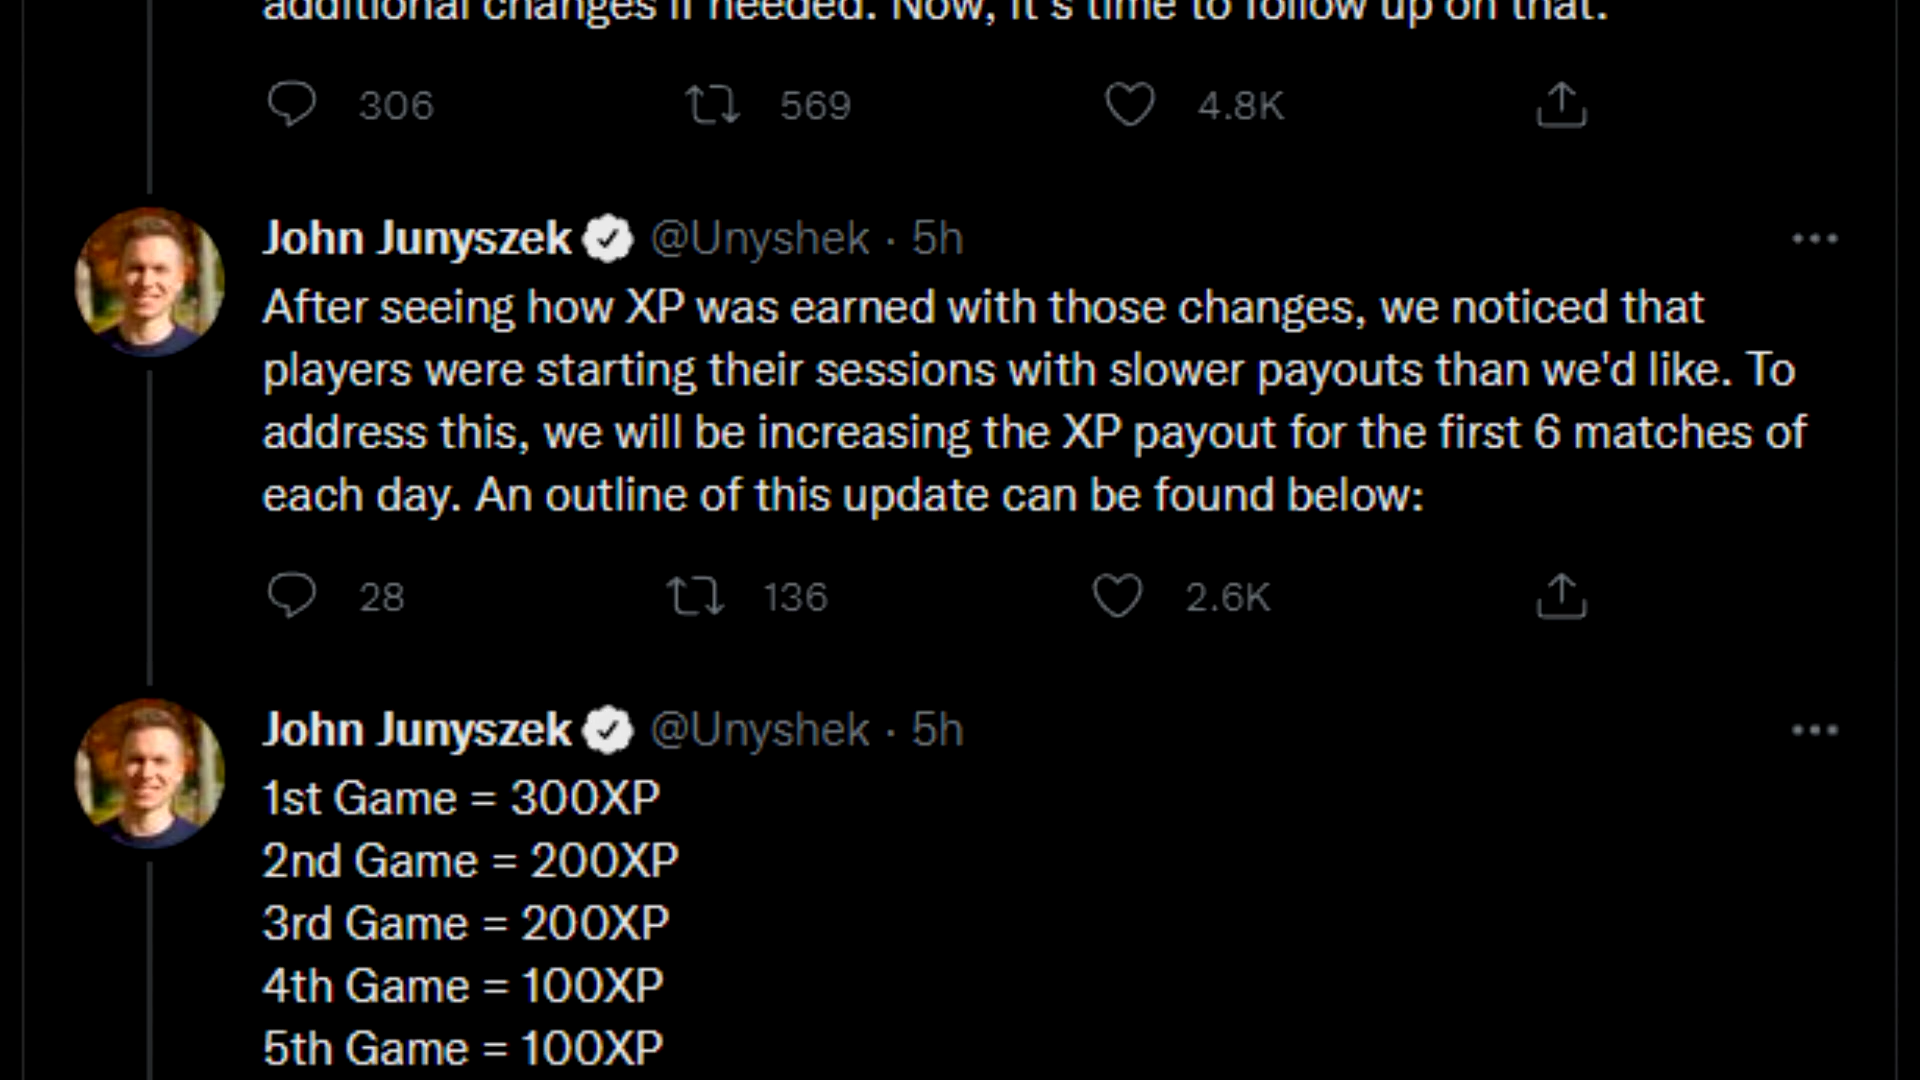 additional changes if needed. Now, it's time to follow up on that.
306 569 4.8K
John Junyszek @Unyshek · 5h
After seeing how XP was earned with those changes, we noticed that
players were starting their sessions with slower payouts than we'd like. To
address this, we will be increasing the XP payout for the first 6 matches of
each day. An outline of this update can be found below:
28 136 2.6K
John Junyszek @Unyshek · 5h
1st Game = 300XP
2nd Game = 200XP
3rd Game = 200XP
4th Game = 100XP
5th Game = 100XP